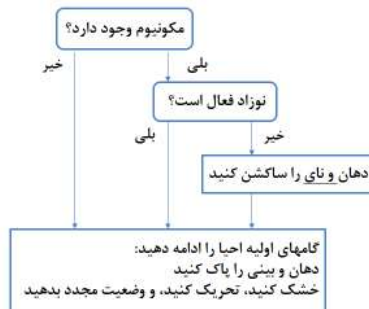 مکونیوم وجود دارد؟
خیر
بلی
نوزاد فعال است؟
بلی
خیر
دهان و نای را ساکشن کنید
گامهای اولیه احیا را ادامه دهید:
دهان و بینی را پاک کنید
خشک کنید، تحریک کنید، و وضعیت مجدد بدهید